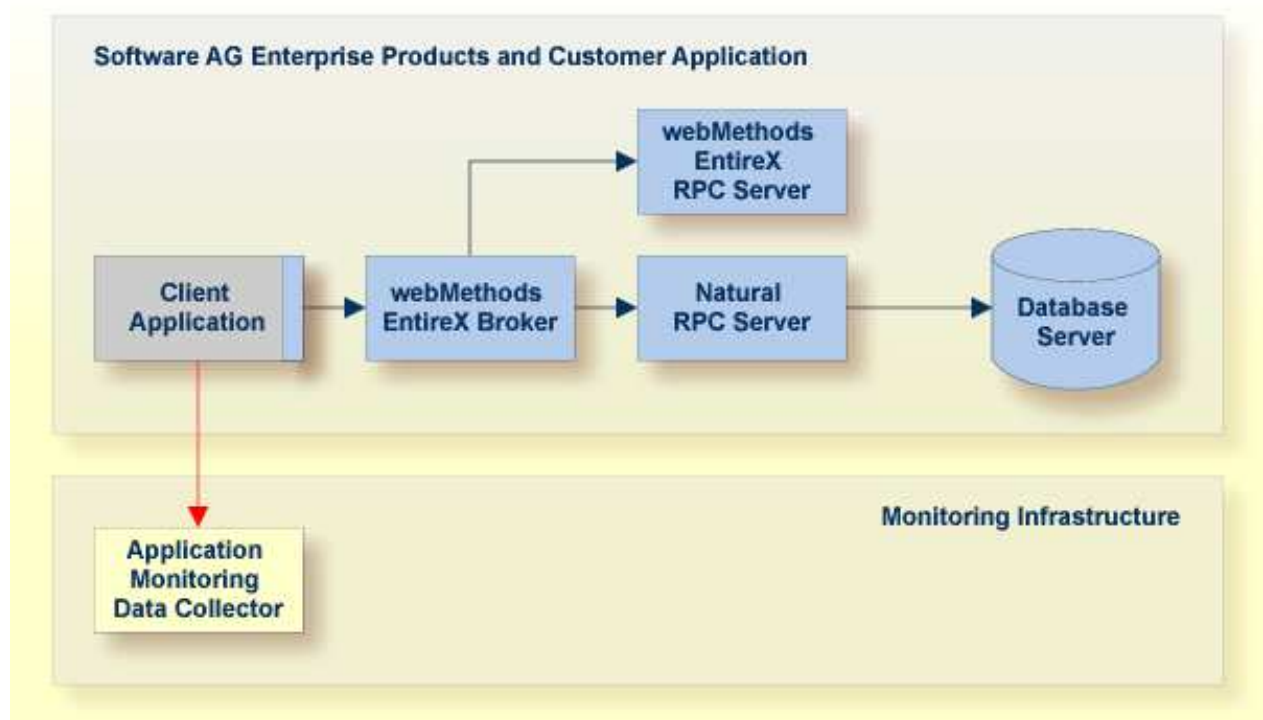 Software AG Enterprise Products and Customer Application
webMethods
EntireX
RPC Server
Client
Application
webMethods
EntireX Broker
Natural
RPC Server
Database
Server
Monitoring Infrastructure
Application
Monitoring
Data Collector